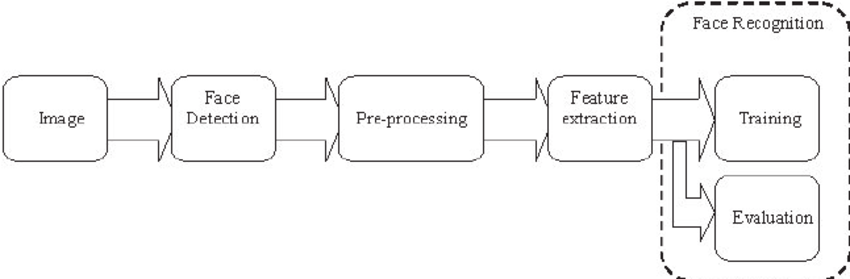 Face Recognition
Image
Face
Detection
Pre-processing
Feature
extraction
Training
Evaluation